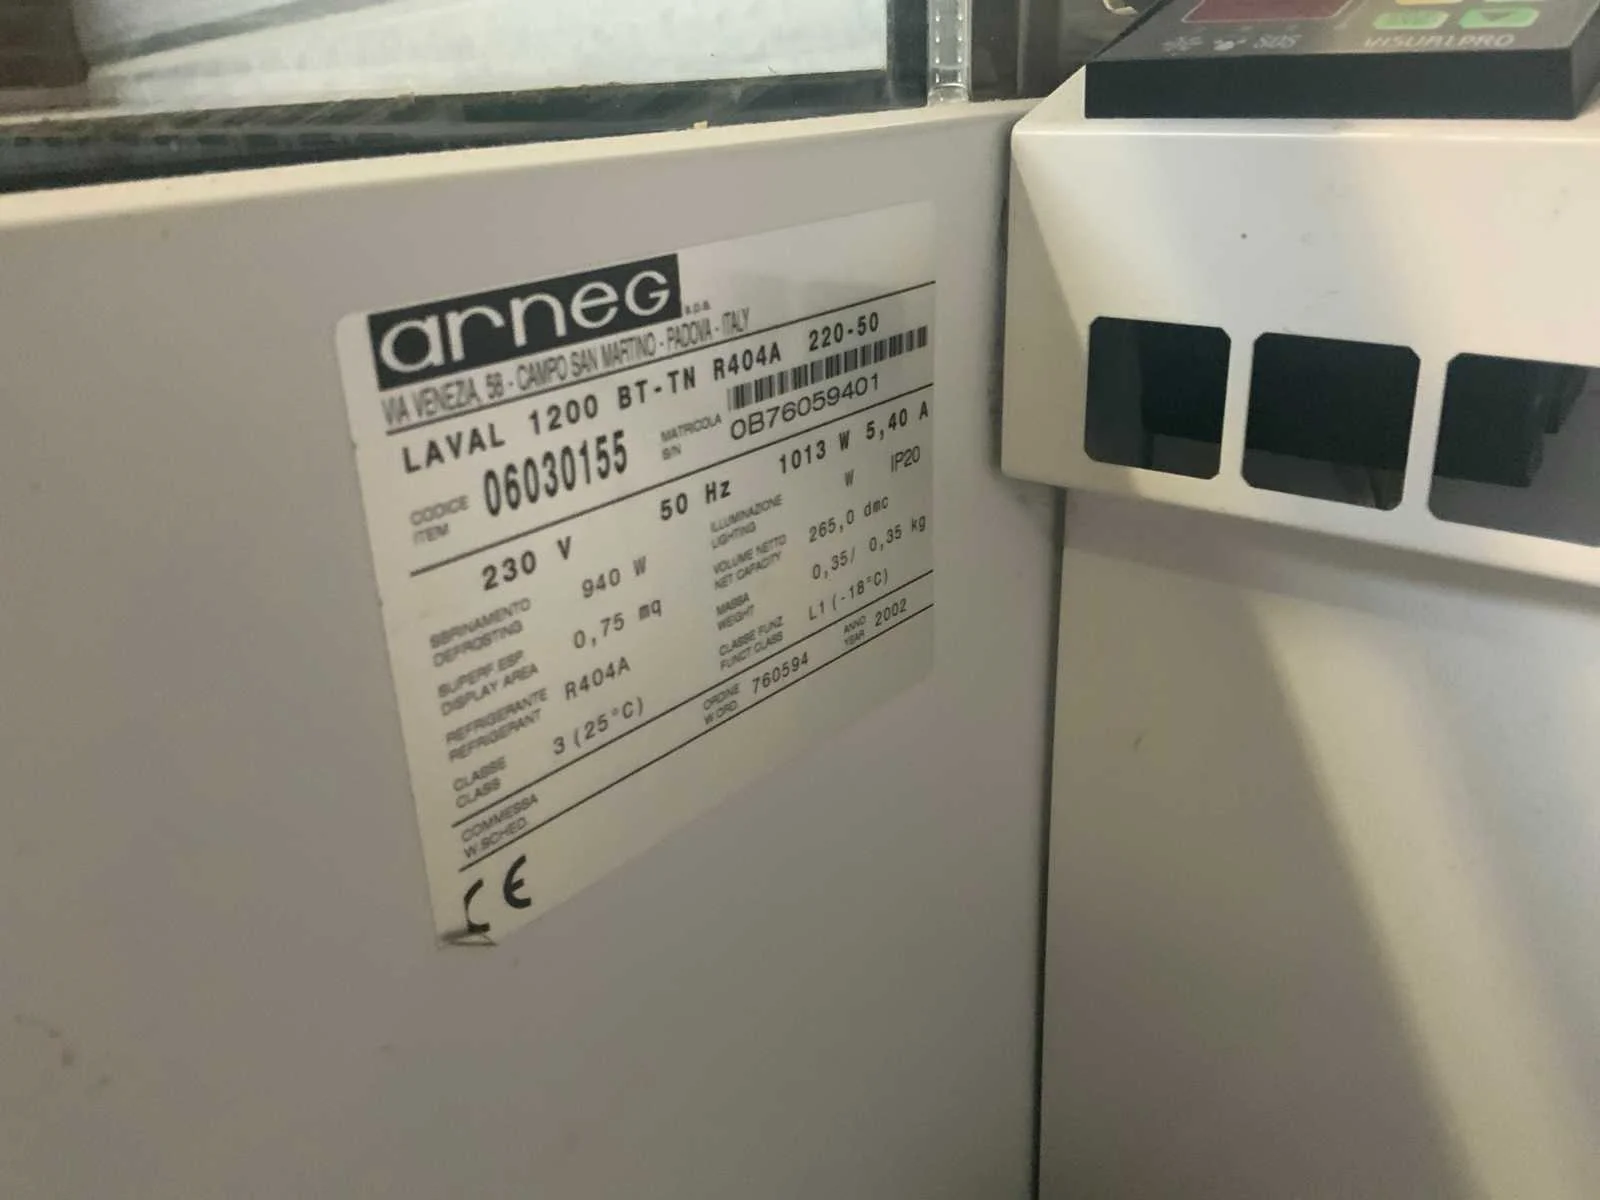 SOS VISUALPRO
arneg s.p.a.
VIA VENEZIA, 58 - CAMPO SAN MARTINO - PADOVA - ITALY
LAVAL 1200 BT-TN R404A 220-50
CODICE
ITEM
06030155
MATRICOLA
S/N
0B76059401
230 V 50 Hz 1013 W 5,40 A
SBRINAMENTO
DEFROSTING
940 W
ILLUMINAZIONE
LIGHTING
W IP20
SUPERF. ESP.
DISPLAY AREA
0,75 mq
VOLUME NETTO
NET CAPACITY
265,0 dmc
REFRIGERANTE
REFRIGERANT
R404A
MASSA
WEIGHT
0,35/ 0,35 kg
CLASSE
CLASS
3 (25°C)
CLASSE FUNZ
FUNCT CLASS
L1 (-18°C)
COMMESSA
W.SCHED.
ORDINE
W.ORD.
760594
ANNO
YEAR
2002
CE